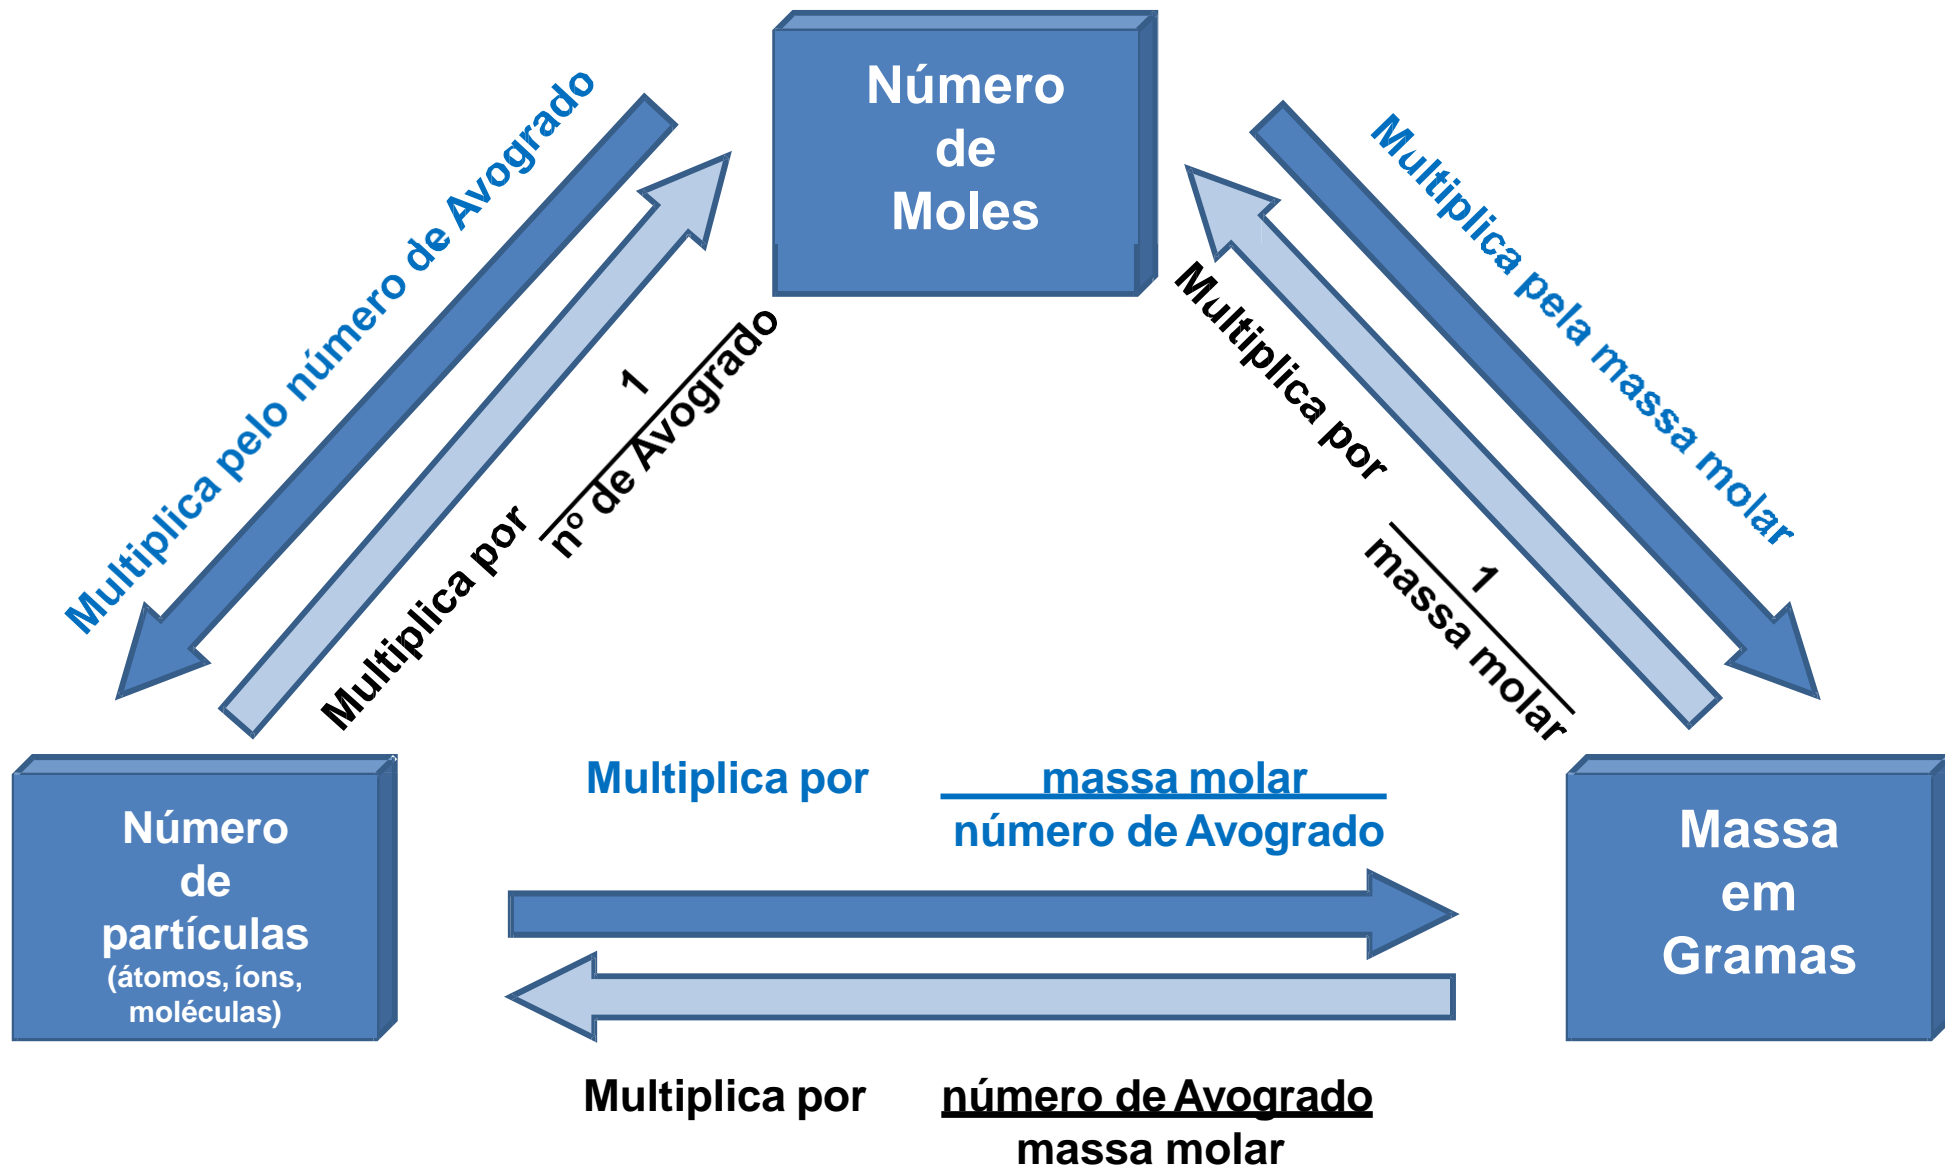 Número
de
Moles
Multiplica pelo número de Avogrado
Multiplica por
1
nº de Avogrado
Multiplica pela massa molar
Multiplica por
1
massa molar
Número
de
partículas
(átomos, íons,
moléculas)
Multiplica por massa molar
número de Avogrado
Massa
em
Gramas
Multiplica por número de Avogrado
massa molar